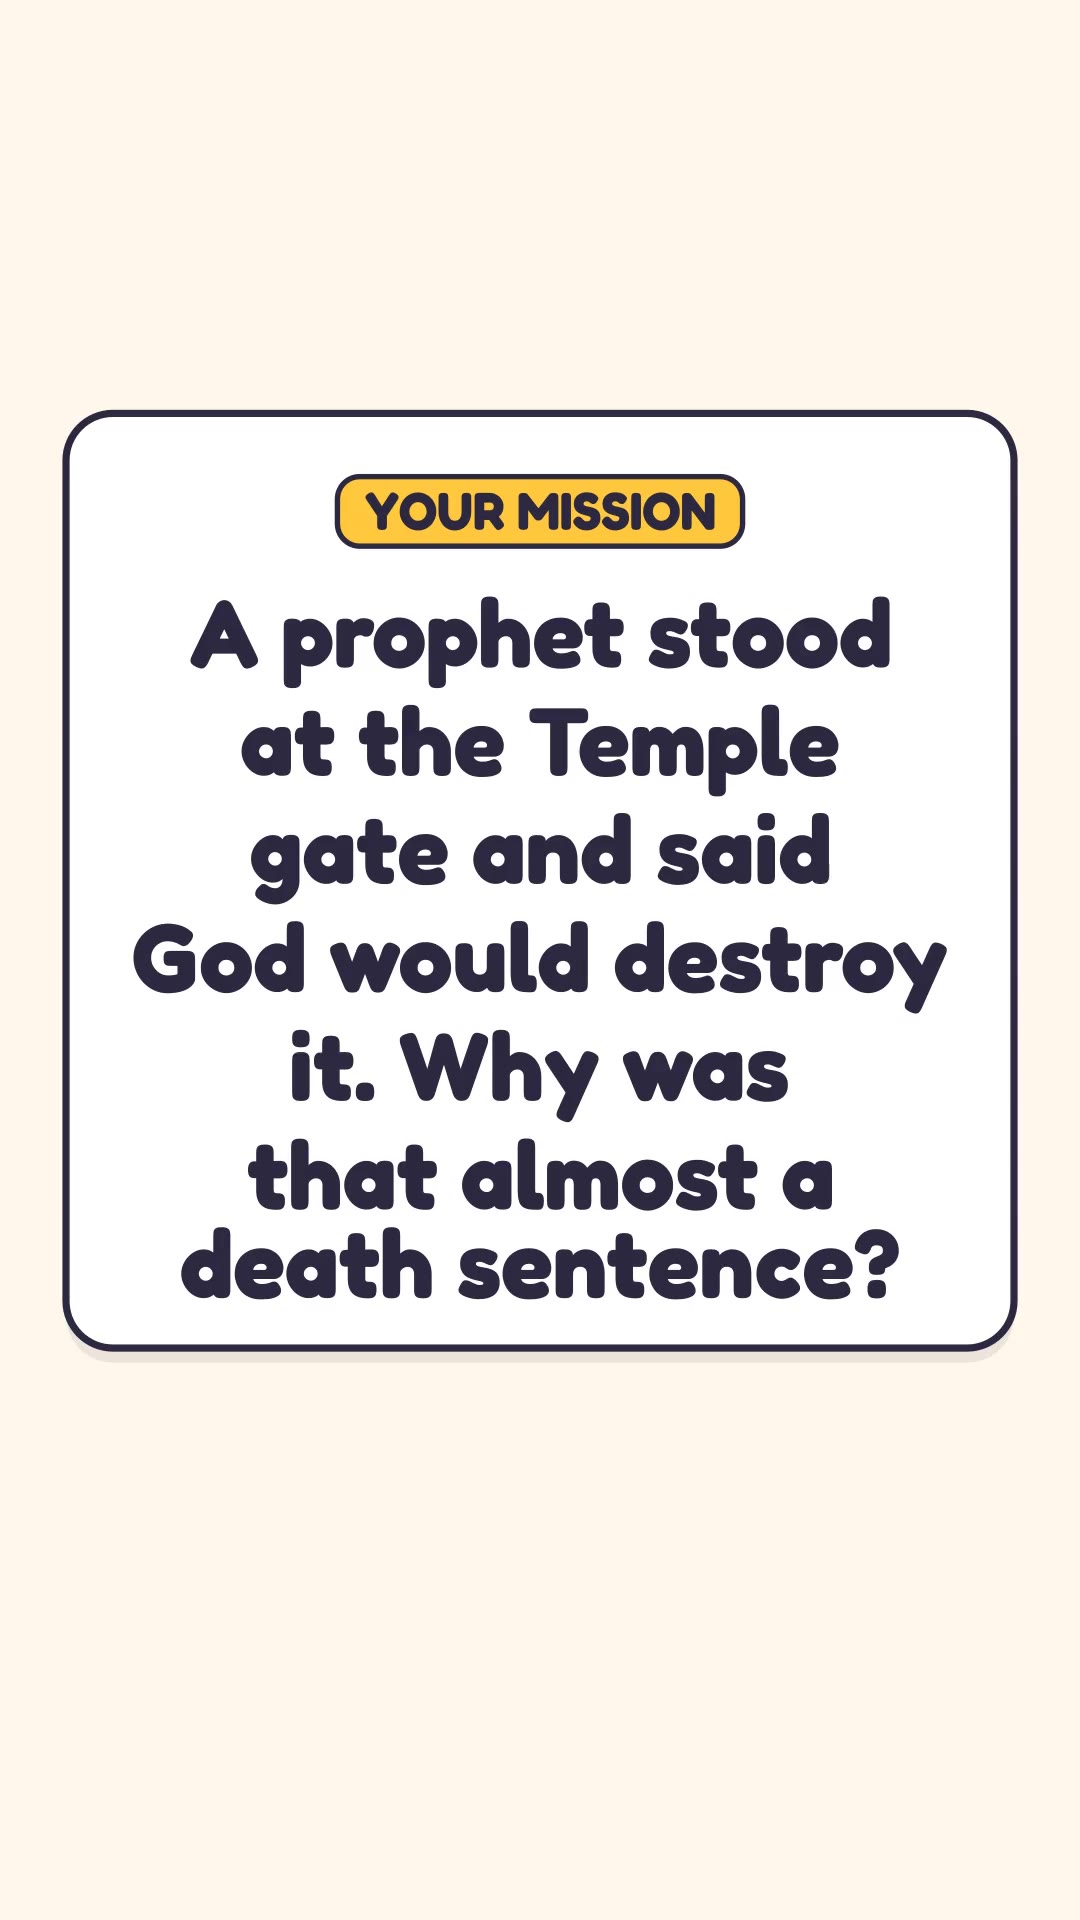 YOUR MISSION
A prophet stood
at the Temple
gate and said
God would destroy
it. Why was
that almost a
death sentence?